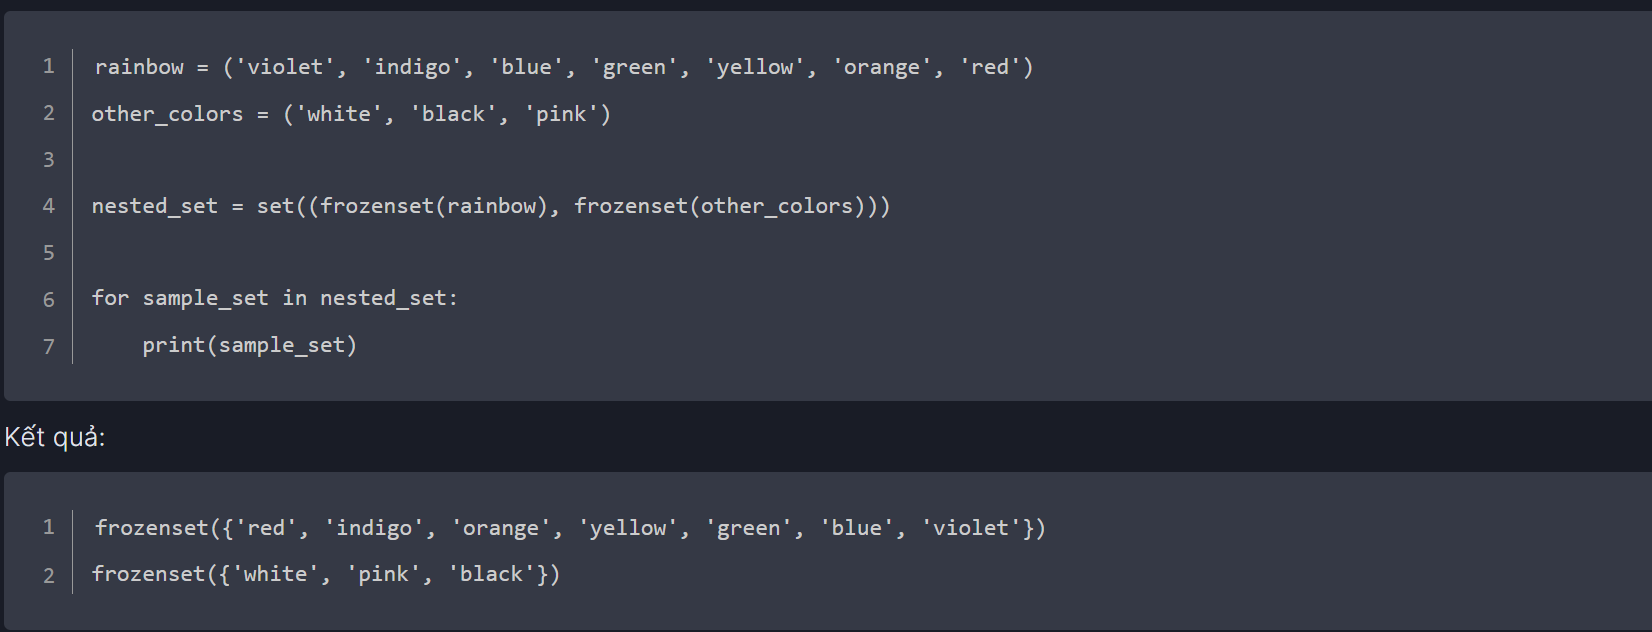 1 rainbow = ('violet', 'indigo', 'blue', 'green', 'yellow', 'orange', 'red')
2 other_colors = ('white', 'black', 'pink')
3
4 nested_set = set((frozenset(rainbow), frozenset(other_colors)))
5
6 for sample_set in nested_set:
7     print(sample_set)
Kết quả:
1 frozenset({'red', 'indigo', 'orange', 'yellow', 'green', 'blue', 'violet'})
2 frozenset({'white', 'pink', 'black'})